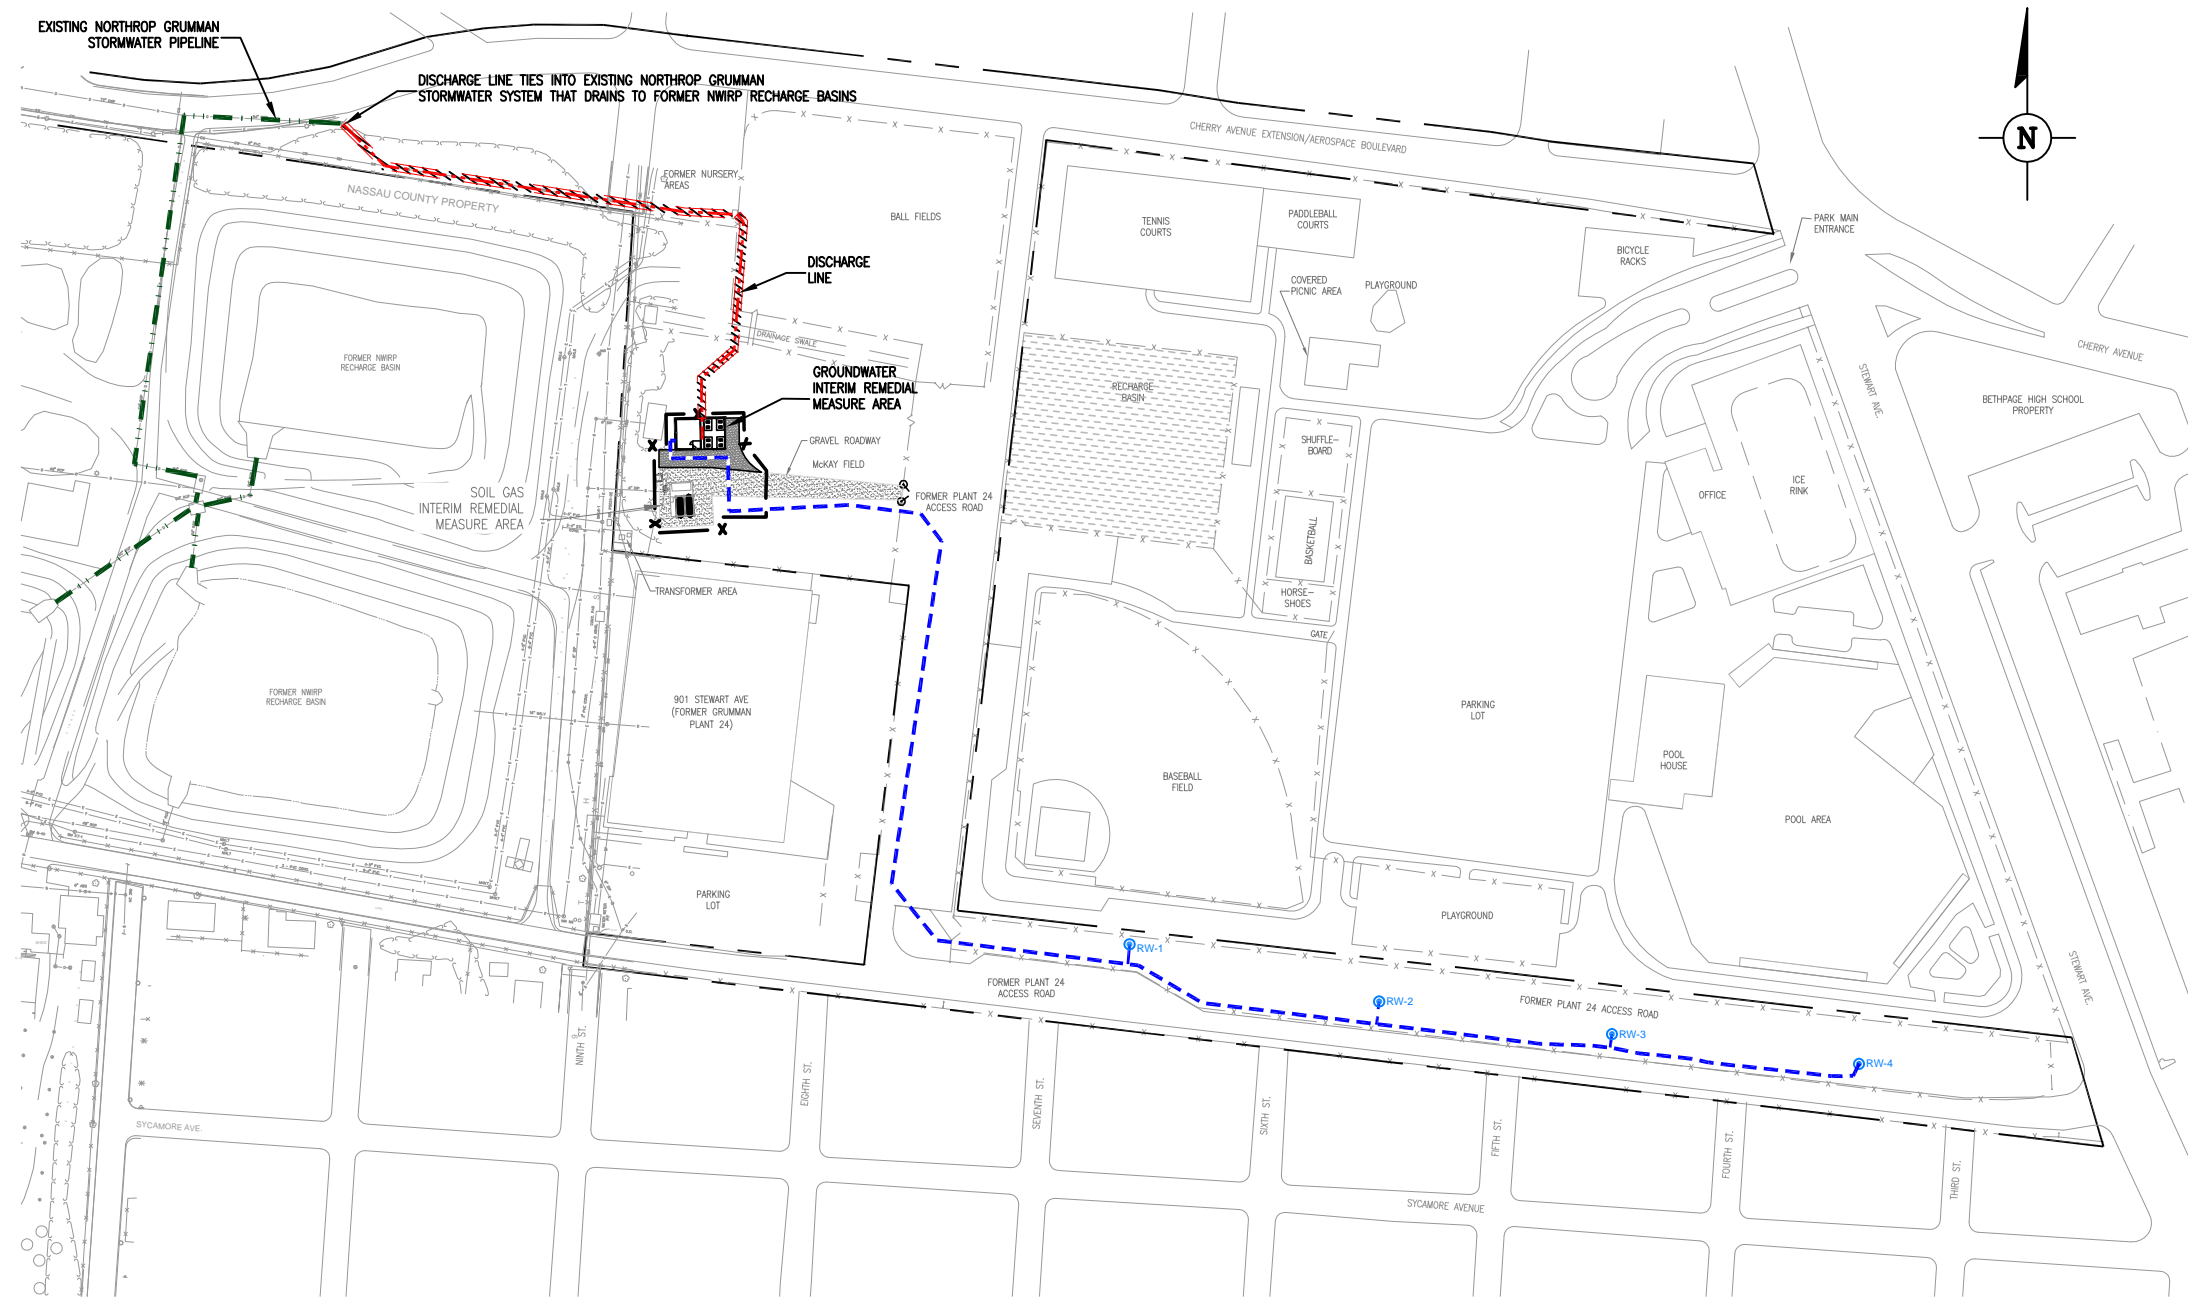 EXISTING NORTHROP GRUMMAN
STORMWATER PIPELINE
DISCHARGE LINE TIES INTO EXISTING NORTHROP GRUMMAN
STORMWATER SYSTEM THAT DRAINS TO FORMER NWIRP RECHARGE BASINS
N
CHERRY AVENUE EXTENSION/AEROSPACE BOULEVARD
NASSAU COUNTY PROPERTY
FORMER NURSERY
AREAS
BALL FIELDS
TENNIS
COURTS
PADDLEBALL
COURTS
PARK MAIN
ENTRANCE
BICYCLE
RACKS
DISCHARGE
LINE
COVERED
PICNIC AREA
PLAYGROUND
DRAINAGE SWALE
CHERRY AVENUE
FORMER NWIRP
RECHARGE BASIN
GROUNDWATER
INTERIM REMEDIAL
MEASURE AREA
RECHARGE
BASIN
STEWART AVE.
BETHPAGE HIGH SCHOOL
PROPERTY
GRAVEL ROADWAY
McKAY FIELD
SHUFFLE-
BOARD
ICE
RINK
OFFICE
SOIL GAS
INTERIM REMEDIAL
MEASURE AREA
FORMER PLANT 24
ACCESS ROAD
BASKETBALL
TRANSFORMER AREA
HORSE-
SHOES
GATE
FORMER NWIRP
RECHARGE BASIN
901 STEWART AVE
(FORMER GRUMMAN
PLANT 24)
PARKING
LOT
POOL
HOUSE
BASEBALL
FIELD
POOL AREA
PARKING
LOT
PLAYGROUND
RW-1
STEWART AVE.
FORMER PLANT 24
ACCESS ROAD
RW-2
FORMER PLANT 24 ACCESS ROAD
RW-3
RW-4
NINTH ST.
EIGHTH ST.
SEVENTH ST.
SIXTH ST.
FIFTH ST.
FOURTH ST.
THIRD ST.
SYCAMORE AVE.
SYCAMORE AVENUE